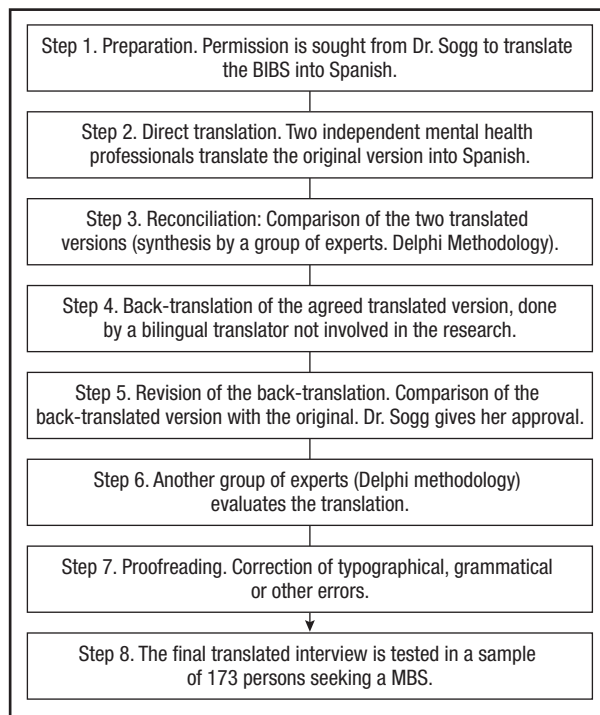 Step 1. Preparation. Permission is sought from Dr. Sogg to translate
the BIBS into Spanish.
Step 2. Direct translation. Two independent mental health
professionals translate the original version into Spanish.
Step 3. Reconciliation: Comparison of the two translated
versions (synthesis by a group of experts. Delphi Methodology).
Step 4. Back-translation of the agreed translated version, done
by a bilingual translator not involved in the research.
Step 5. Revision of the back-translation. Comparison of the
back-translated version with the original. Dr. Sogg gives her approval.
Step 6. Another group of experts (Delphi methodology)
evaluates the translation.
Step 7. Proofreading. Correction of typographical, grammatical
or other errors.
Step 8. The final translated interview is tested in a sample
of 173 persons seeking a MBS.